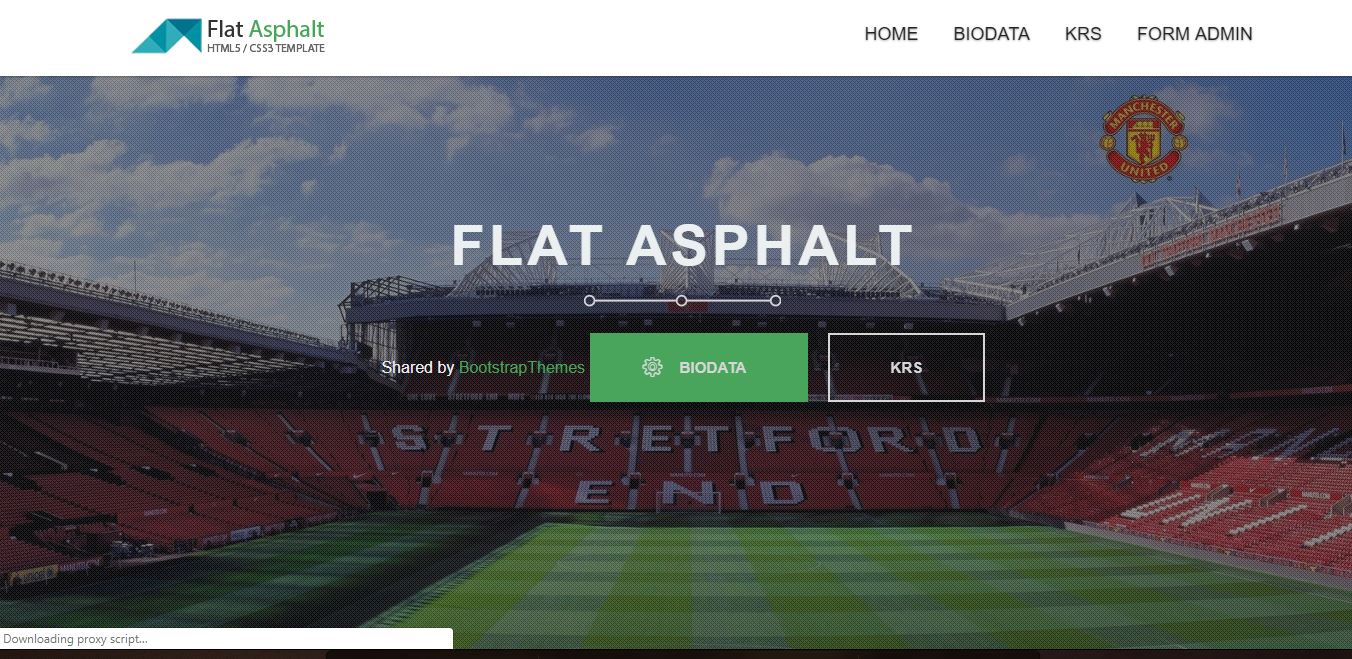 Flat Asphalt
HTML5 / CSS3 TEMPLATE
HOME
BIODATA
KRS
FORM ADMIN
MANCHESTER
UNITED
FLAT ASPHALT
Shared by BootstrapThemes
BIODATA
KRS
STRETFORD
END
Downloading proxy script...